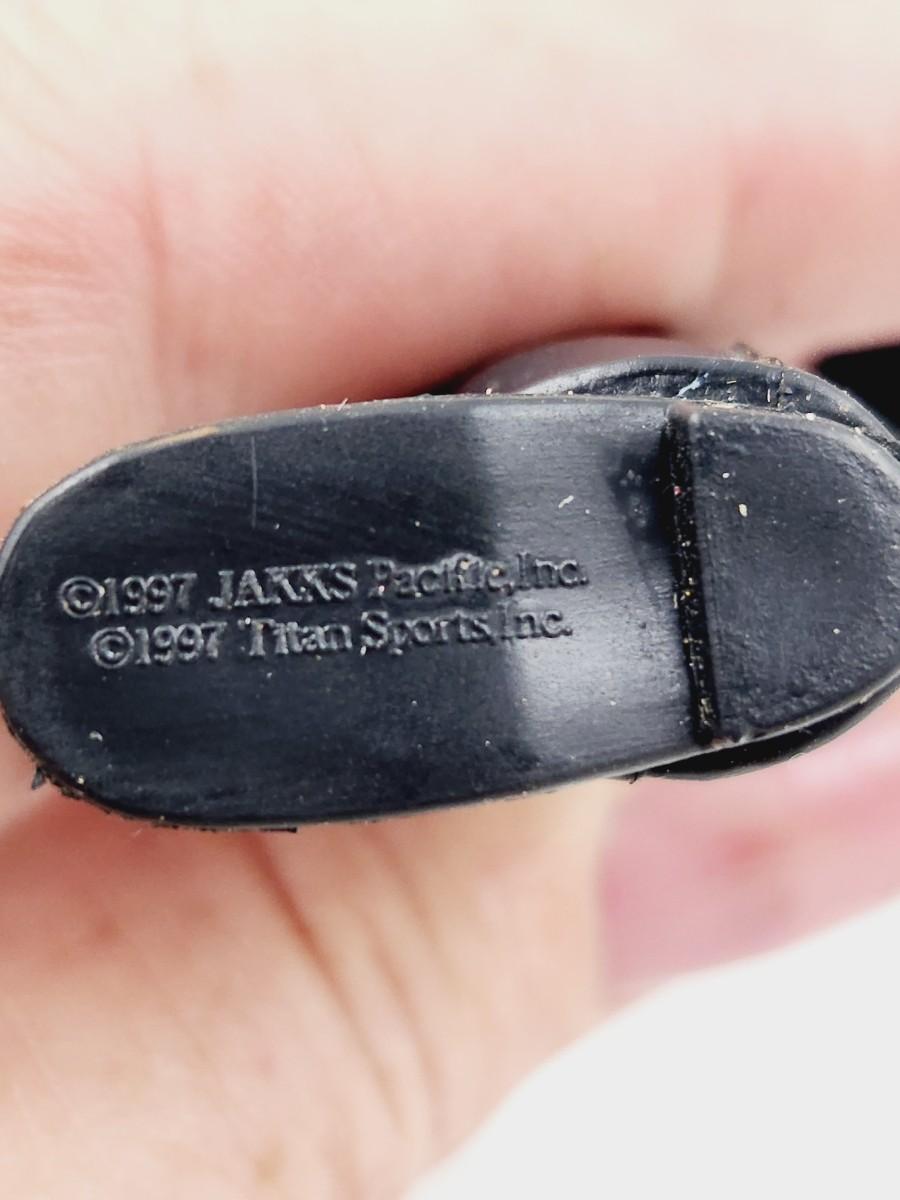 ©1997 JAKKS Pacific,Inc.
©1997 Titan Sports,Inc.